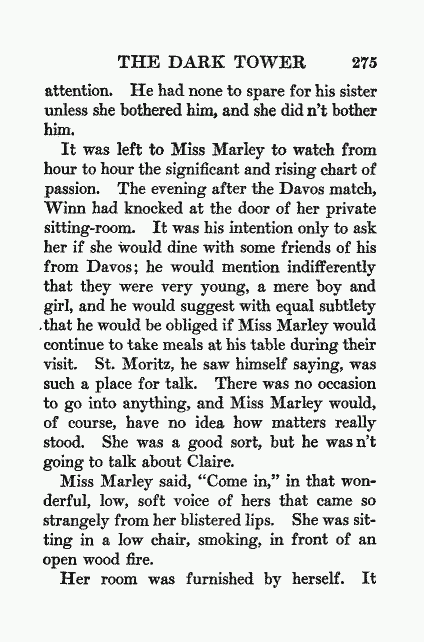 THE DARK TOWER 275
attention. He had none to spare for his sister
unless she bothered him, and she didn't bother
him.
It was left to Miss Marley to watch from
hour to hour the significant and rising chart of
passion. The evening after the Davos match,
Winn had knocked at the door of her private
sitting-room. It was his intention only to ask
her if she would dine with some friends of his
from Davos; he would mention indifferently
that they were very young, a mere boy and
girl, and he would suggest with equal subtlety
that he would be obliged if Miss Marley would
continue to take meals at his table during their
visit. St. Moritz, he saw himself saying, was
such a place for talk. There was no occasion
to go into anything, and Miss Marley would,
of course, have no idea how matters really
stood. She was a good sort, but he wasn't
going to talk about Claire.
Miss Marley said, "Come in," in that won-
derful, low, soft voice of hers that came so
strangely from her blistered lips. She was sit-
ting in a low chair, smoking, in front of an
open wood fire.
Her room was furnished by herself. It